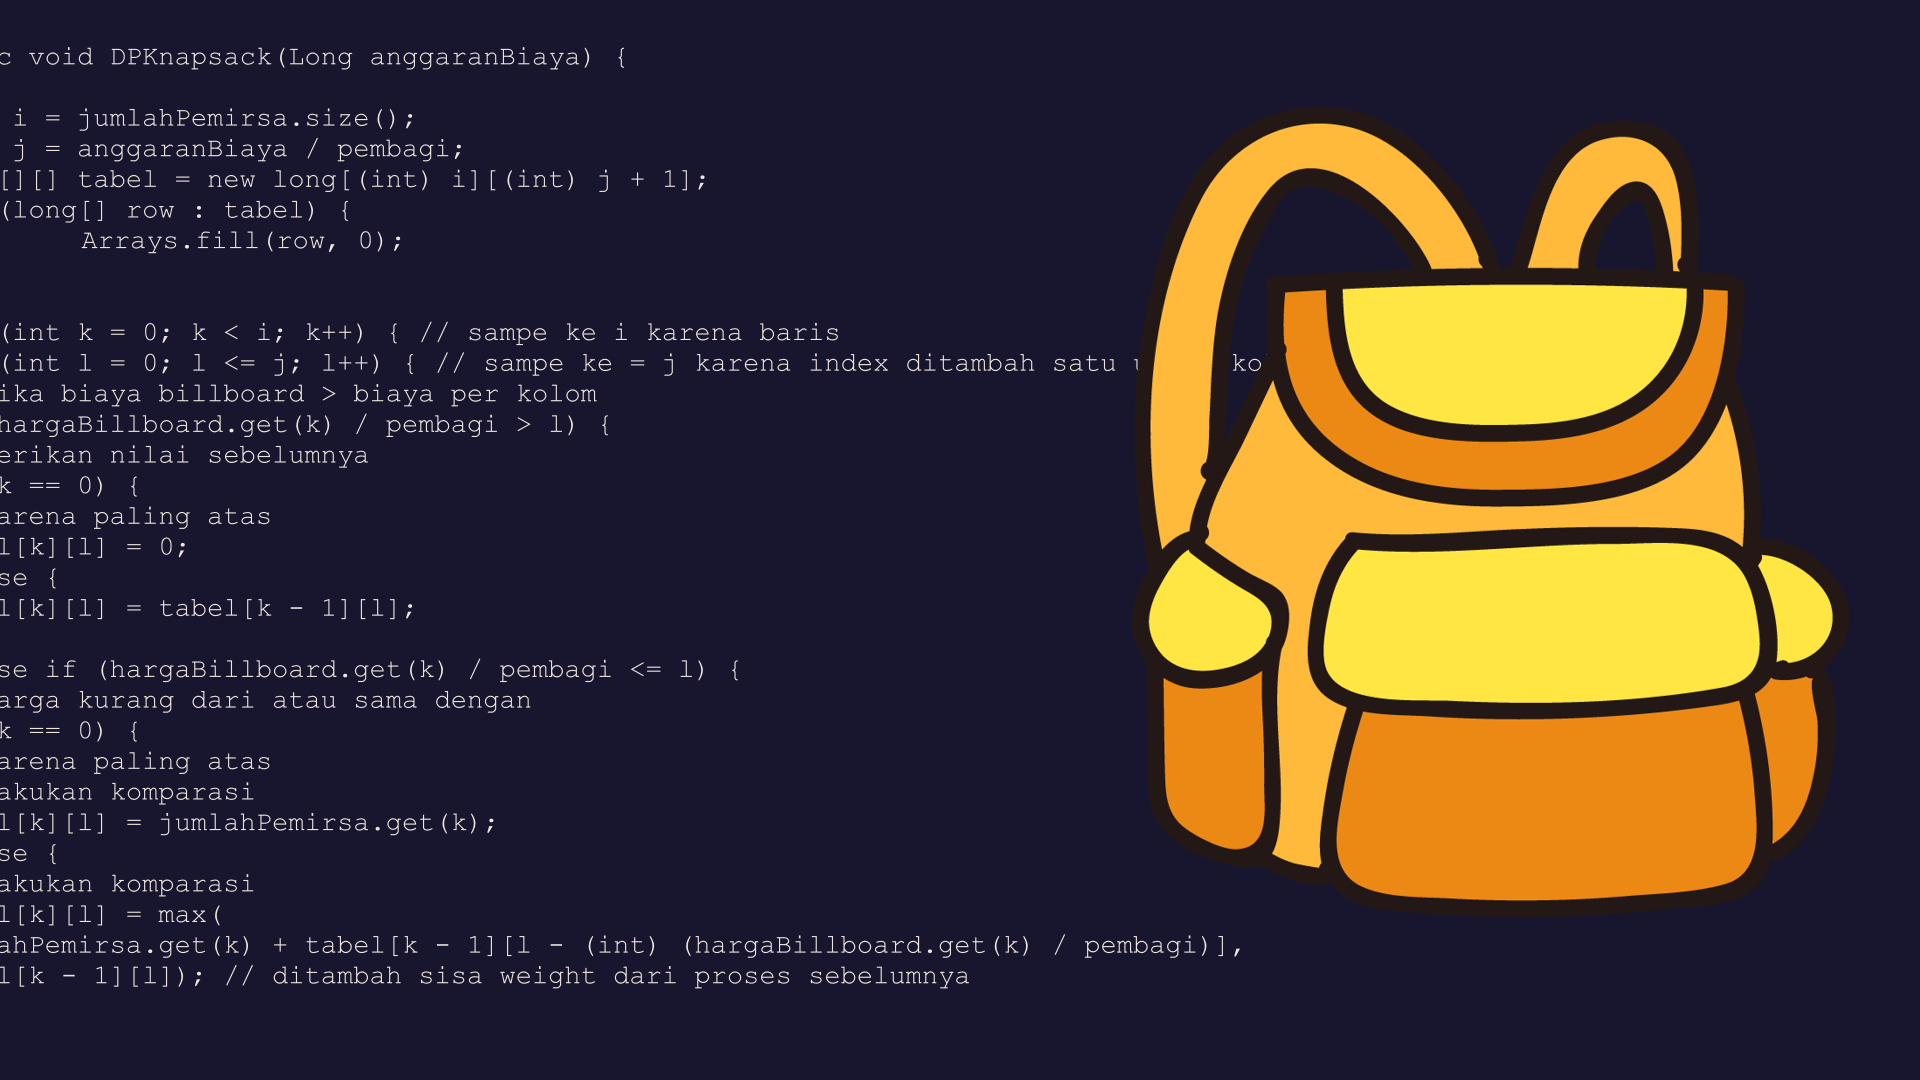 c void DPKnapsack(Long anggaranBiaya) {
i = jumlahPemirsa.size();
j = anggaranBiaya / pembagi;
[][] tabel = new long[(int) i][(int) j + 1];
(long[] row : tabel) {
Arrays.fill(row, 0);
(int k = 0; k < i; k++) { // sampe ke i karena baris
(int l = 0; l <= j; l++) { // sampe ke = j karena index ditambah satu
ika biaya billboard > biaya per kolom
hargaBillboard.get(k) / pembagi > l) {
erikan nilai sebelumnya
k == 0) {
arena paling atas
l[k][l] = 0;
se {
l[k][l] = tabel[k - 1][l];
se if (hargaBillboard.get(k) / pembagi <= l) {
arga kurang dari atau sama dengan
k == 0) {
arena paling atas
akukan komparasi
l[k][l] = jumlahPemirsa.get(k);
se {
akukan komparasi
l[k][l] = max(
ahPemirsa.get(k) + tabel[k - 1][l - (int) (hargaBillboard.get(k) / pembagi)],
l[k - 1][l]); // ditambah sisa weight dari proses sebelumnya